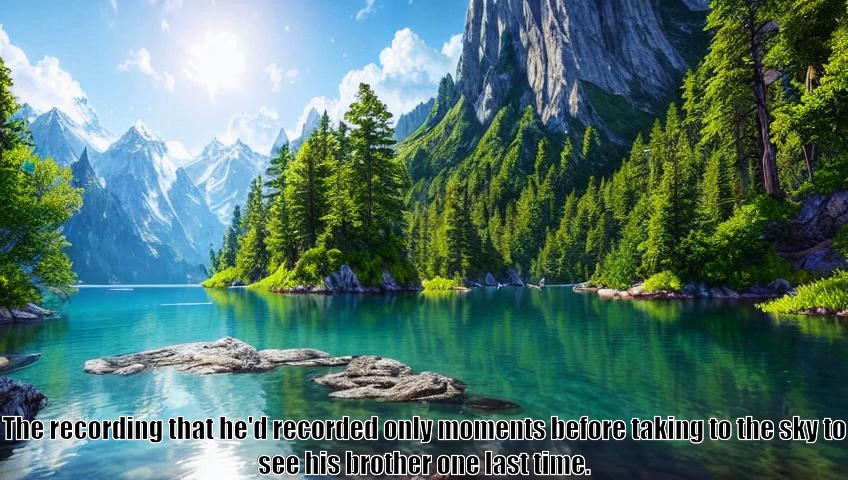 The recording that he'd recorded only moments before taking to the sky to
see his brother one last time.